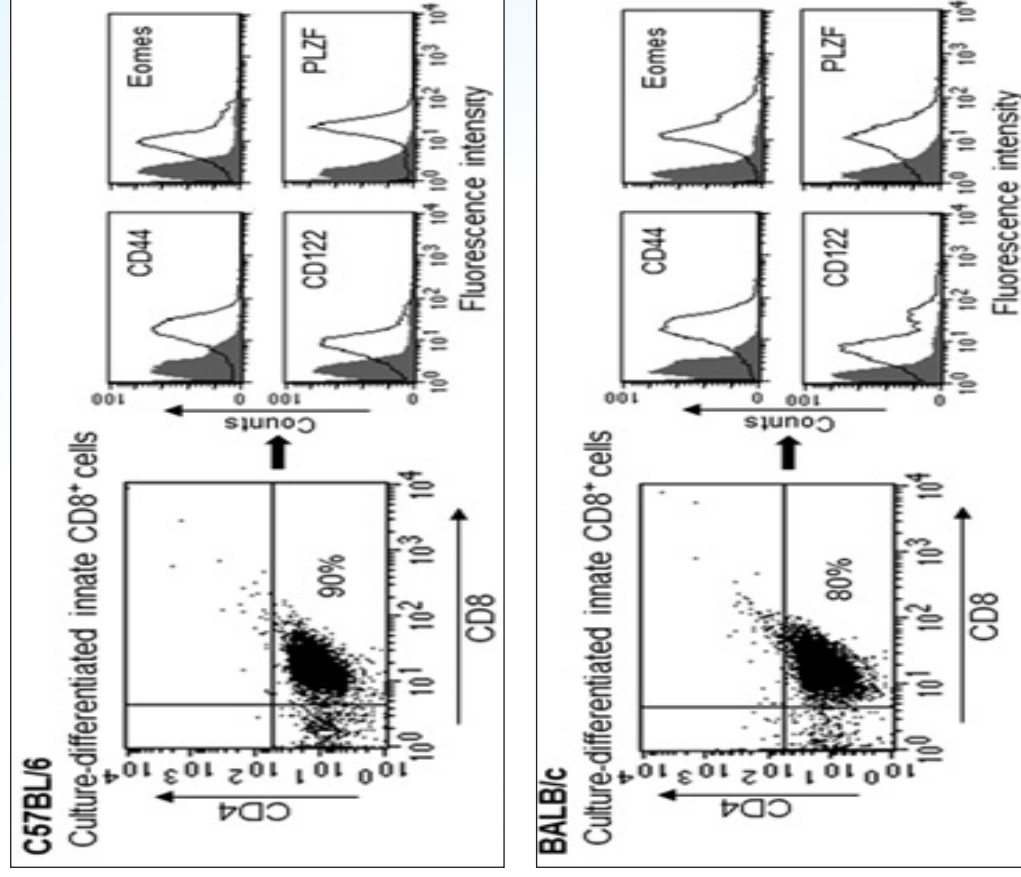 C57BL/6
Culture-differentiated innate CD8⁺ cells
CD4
10⁴
10³
10²
10¹
10⁰
90%
10⁰ 10¹ 10² 10³ 10⁴
CD8
Counts
100
0
CD44
Eomes
100
0
CD122
PLZF
10⁰ 10¹ 10² 10³ 10⁴
10⁰ 10¹ 10² 10³ 10⁴
Fluorescence intensity
BALB/c
Culture-differentiated innate CD8⁺ cells
CD4
10⁴
10³
10²
10¹
10⁰
80%
10⁰ 10¹ 10² 10³ 10⁴
CD8
Counts
100
0
CD44
Eomes
100
0
CD122
PLZF
10⁰ 10¹ 10² 10³ 10⁴
10⁰ 10¹ 10² 10³ 10⁴
Fluorescence intensity